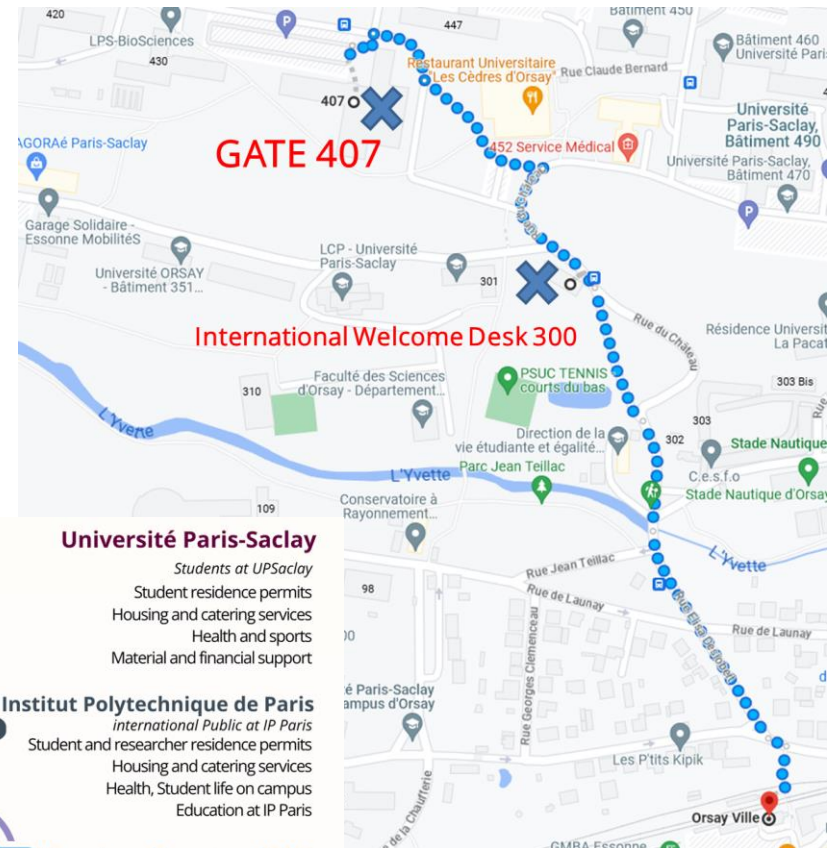 420
LPS-BioSciences
430
P
447
Batiment 450
Bâtiment 460
Université Pari
Restaurant Universitaire
"Les Cèdres d'Orsay"
Rue Claude Bernard
407
GATE 407
452 Service Médical
Université
Paris-Saclay,
Bâtiment 490
Université Paris-Saclay,
Bâtiment 470
P
AGORAé Paris-Saclay
Garage Solidaire -
Essonne MobilitéS
Université ORSAY
- Bâtiment 351...
LCP - Université
Paris-Saclay
301
International Welcome Desk 300
Rue du Château
Résidence Universit
La Pacat
310
Faculté des Sciences
d'Orsay - Département...
PSUC TENNIS
courts du bas
303 Bis
303
302
Rue
L'Yvette
Direction de la
vie étudiante et égalité...
Stade Nautique
C.e.s.f.o
Stade Nautique d'Orsay
L'Yvette
Parc Jean Teillac
109
Conservatoire à
Rayonnement...
L'Yvette
Rue Jean Teillac
Rue de Launay
98
Rue de Launay
Rue Georges Clemenceau
Université Paris-Saclay
Students at UPSaclay
Student residence permits
Housing and catering services
Health and sports
Material and financial support
Institut Polytechnique de Paris
international Public at IP Paris
Student and researcher residence permits
Housing and catering services
Health, Student life on campus
Education at IP Paris
é Paris-Saclay
ampus d'Orsay
Les P'tits Kipik
Orsay Ville
e de la Chaufferie
GMBA Essonne